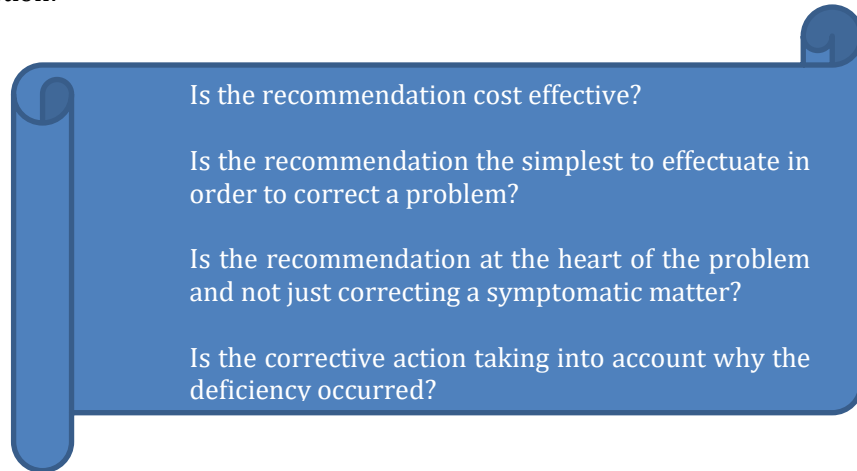 Is the recommendation cost effective?
Is the recommendation the simplest to effectuate in
order to correct a problem?
Is the recommendation at the heart of the problem
and not just correcting a symptomatic matter?
Is the corrective action taking into account why the
deficiency occurred?